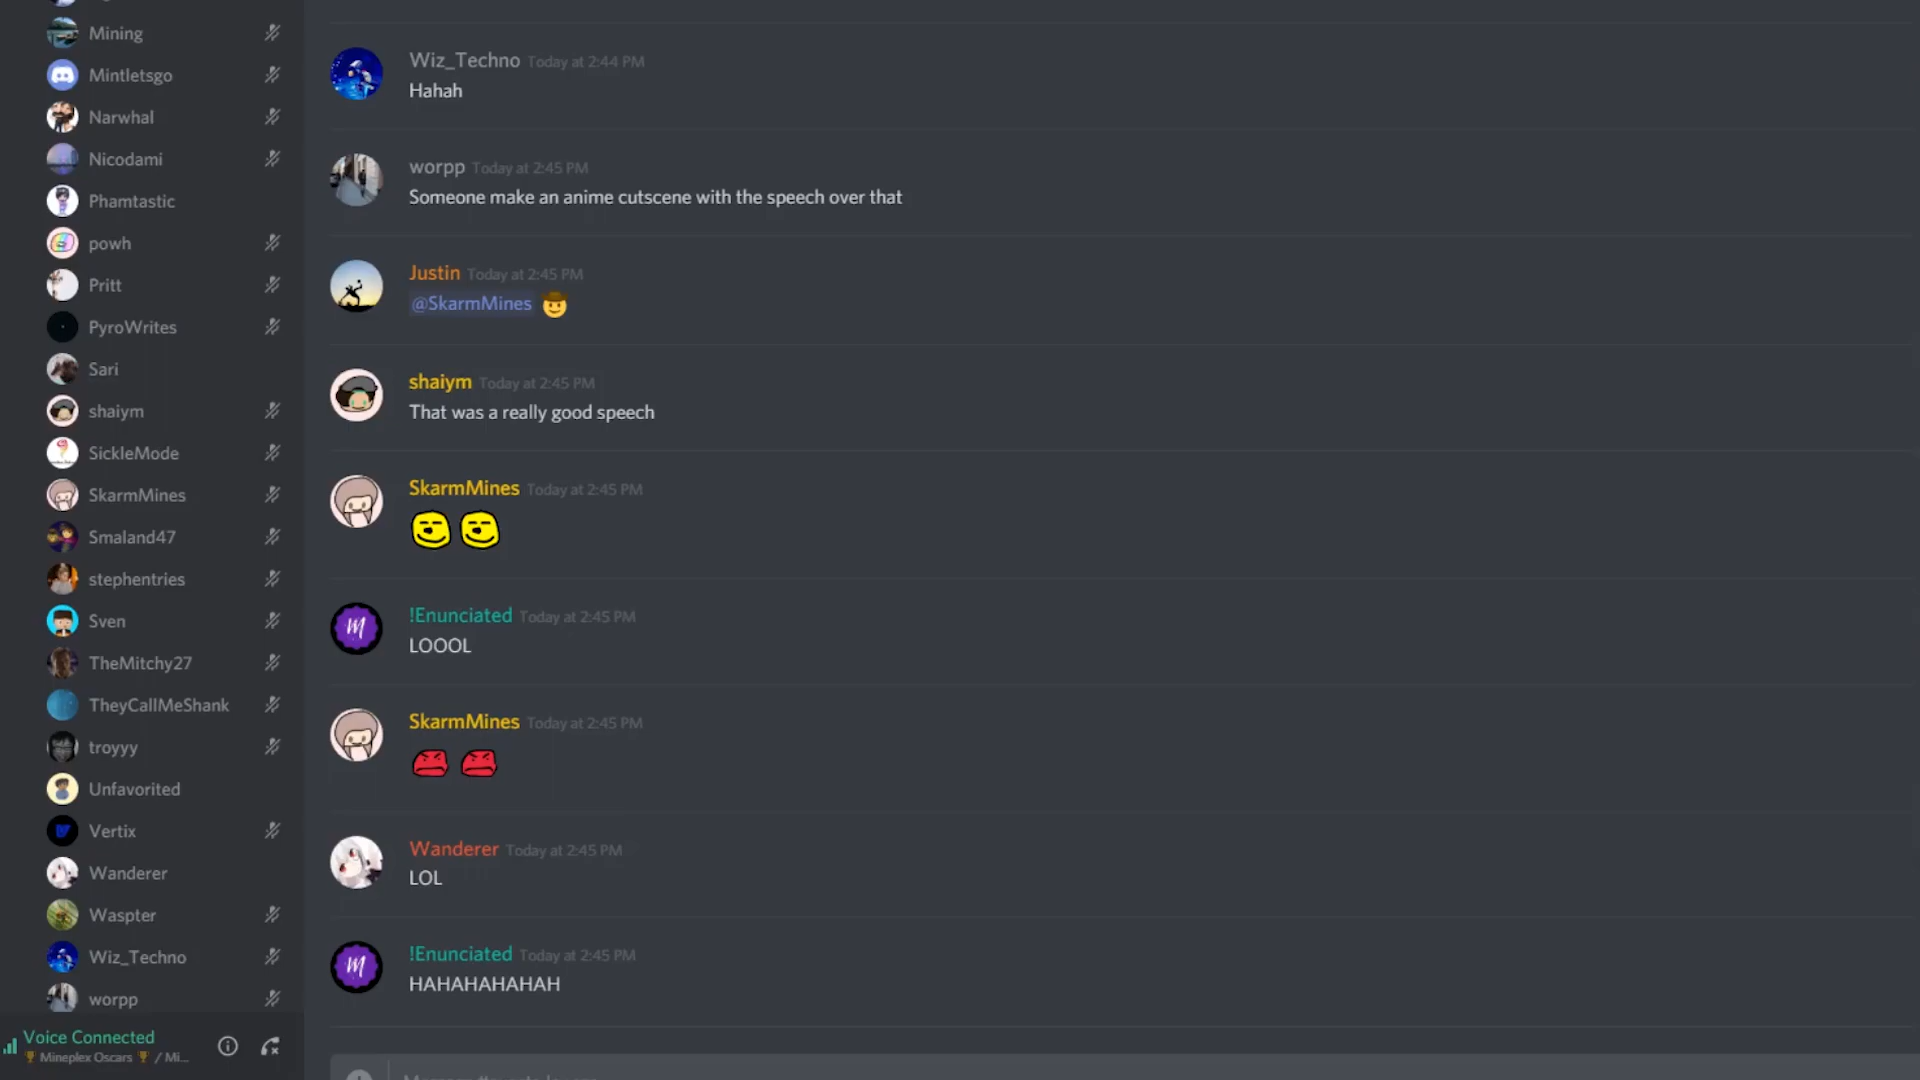 Mining
Mintletsgo
Narwhal
Nicodami
Phamtastic
powh
Pritt
PyroWrites
Sari
shaiym
SickleMode
SkarmMines
Smaland47
stephentries
Sven
TheMitchy27
TheyCallMeShank
troyyy
Unfavorited
Vertix
Wanderer
Waspter
Wiz_Techno
worpp
Voice Connected
Mineplex Oscars / Mi...
Wiz_Techno Today at 2:44 PM
Hahah
worpp Today at 2:45 PM
Someone make an anime cutscene with the speech over that
Justin Today at 2:45 PM
@SkarmMines
shaiym Today at 2:45 PM
That was a really good speech
SkarmMines Today at 2:45 PM
!Enunciated Today at 2:45 PM
LOOOL
SkarmMines Today at 2:45 PM
Wanderer Today at 2:45 PM
LOL
!Enunciated Today at 2:45 PM
HAHAHAHAHAH